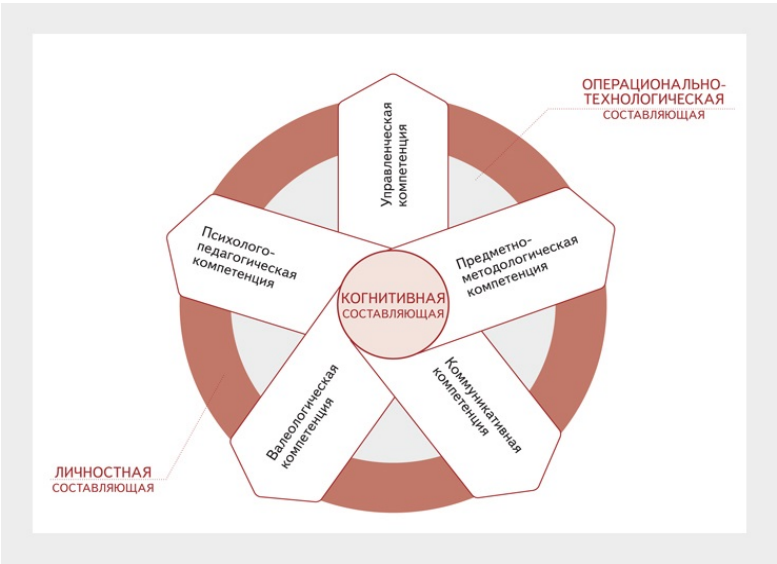 ОПЕРАЦИОНАЛЬНО-
ТЕХНОЛОГИЧЕСКАЯ
СОСТАВЛЯЮЩАЯ
Управленческая
компетенция
Психолого-
педагогическая
компетенция
Предметно-
методологическая
компетенция
КОГНИТИВНАЯ
СОСТАВЛЯЮЩАЯ
Валеологическая
компетенция
Коммуникативная
компетенция
ЛИЧНОСТНАЯ
СОСТАВЛЯЮЩАЯ